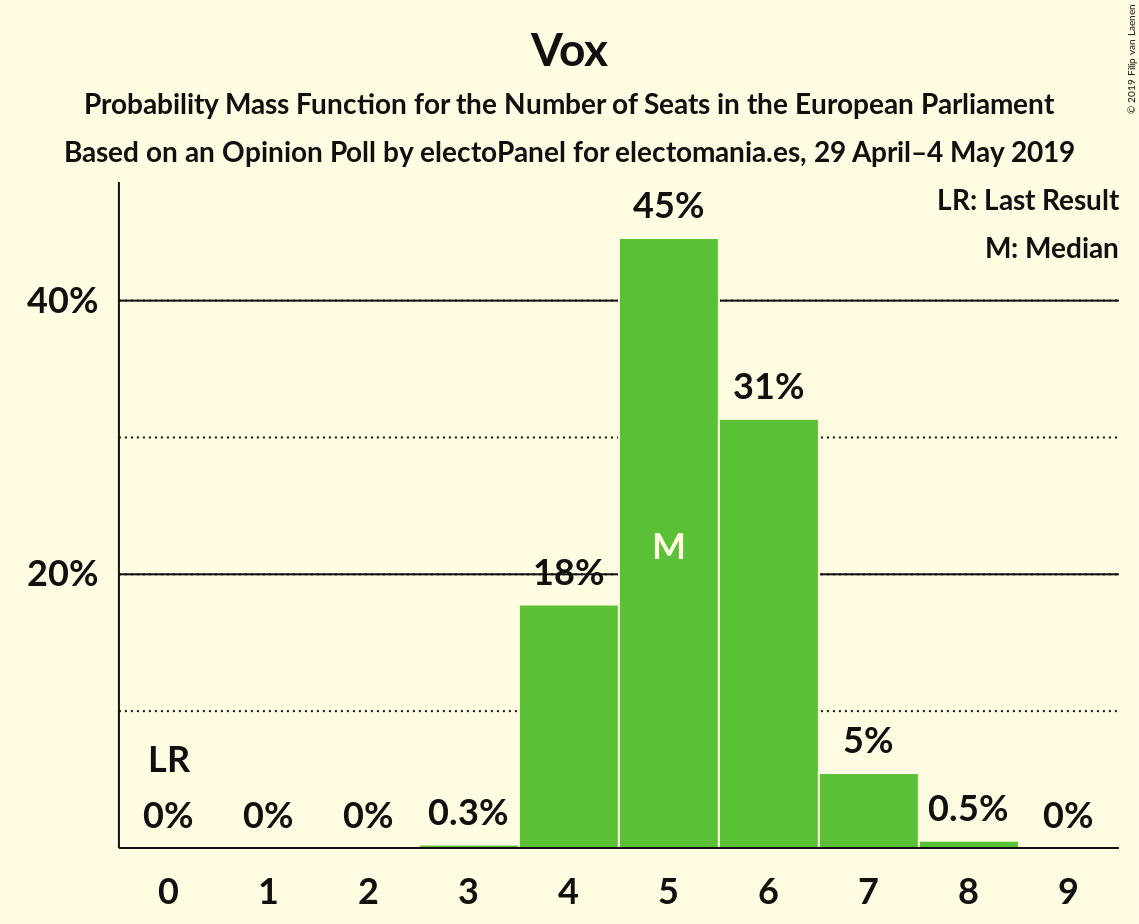 Vox
Probability Mass Function for the Number of Seats in the European Parliament
Based on an Opinion Poll by electoPanel for electomania.es, 29 April–4 May 2019
© 2019 Filip van Laenen
LR: Last Result
M: Median
45%
40%
31%
M
20%
18%
LR
5%
0% 0% 0% 0.3% 0.5% 0%
0 1 2 3 4 5 6 7 8 9